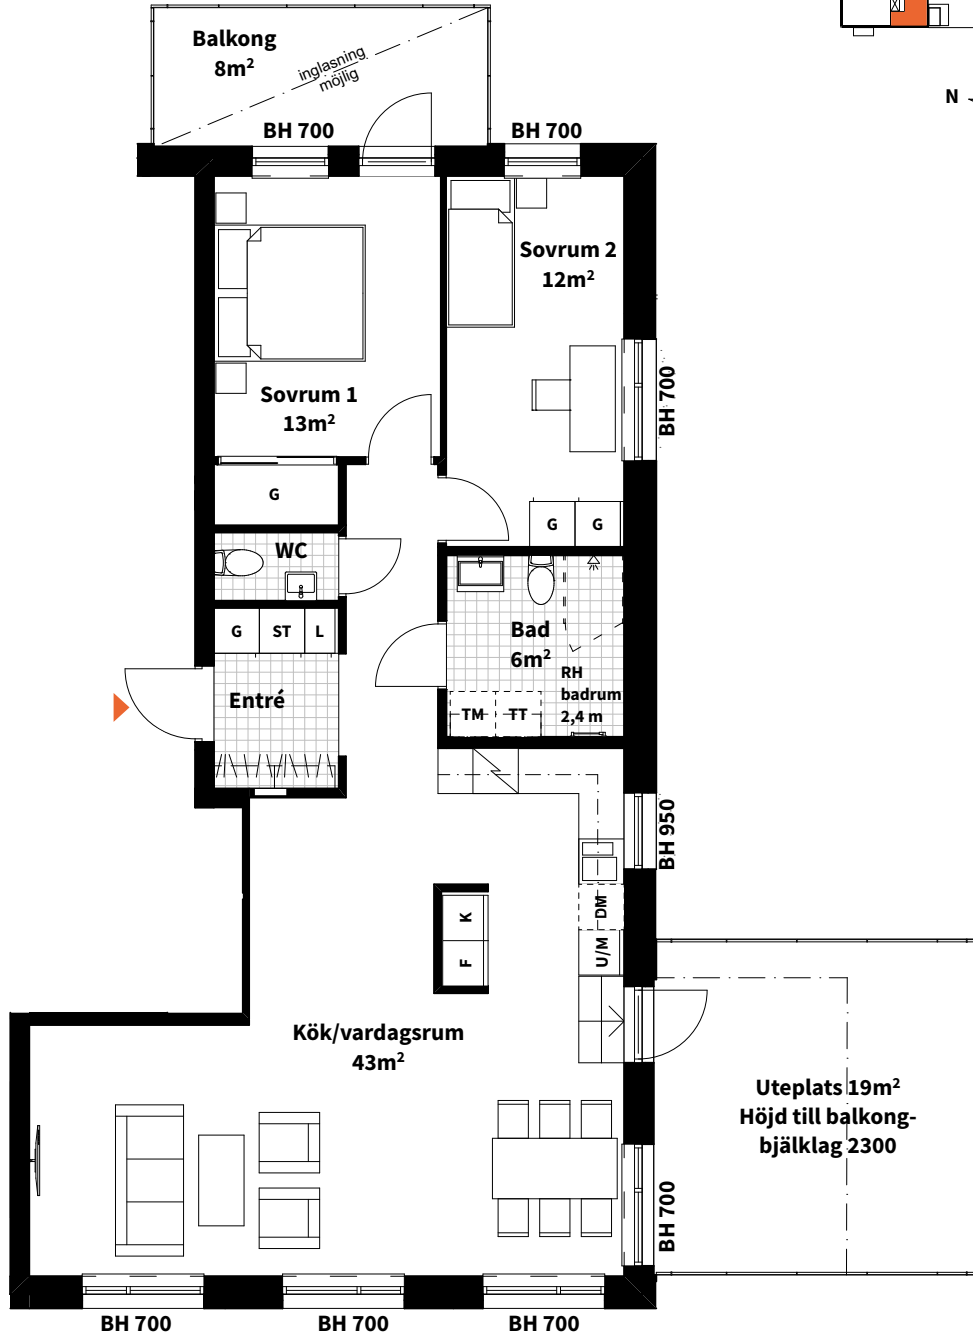 Balkong
8m²
inglasning
möjlig
N
BH 700
BH 700
Sovrum 2
12m²
Sovrum 1
13m²
BH 700
G
G
G
WC
G
ST
L
Bad
6m²
RH
badrum
2,4 m
Entré
TM
TT
BH 950
K
F
DM
U/M
Kök/vardagsrum
43m²
Uteplats 19m²
Höjd till balkong-
bjälklag 2300
BH 700
BH 700
BH 700
BH 700